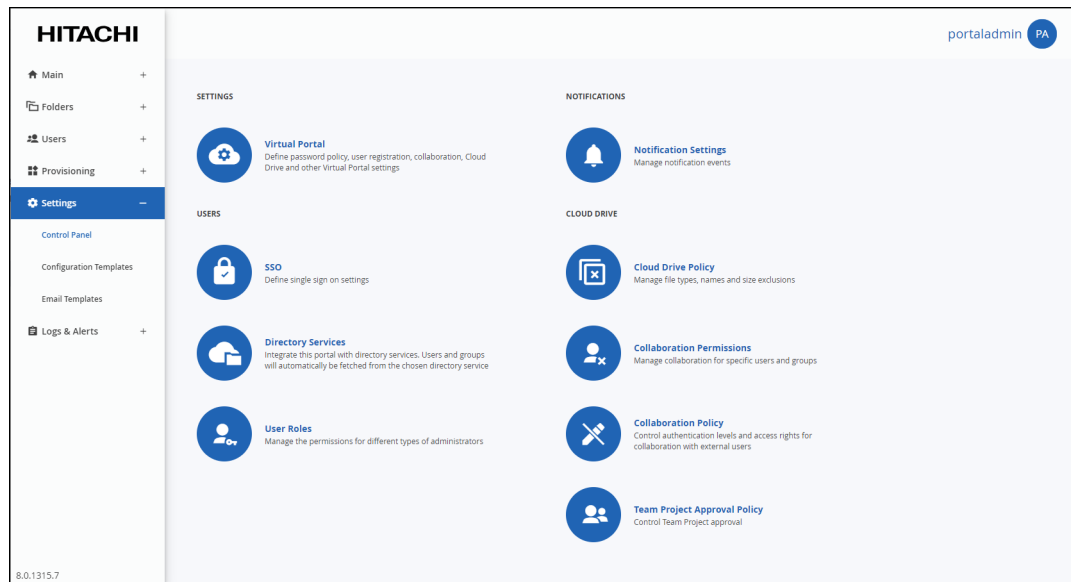 HITACHI
portaladmin PA
Main +
Folders +
Users +
Provisioning +
Settings −
Control Panel
Configuration Templates
Email Templates
Logs & Alerts +
8.0.1315.7
SETTINGS
Virtual Portal
Define password policy, user registration, collaboration, Cloud
Drive and other Virtual Portal settings
USERS
SSO
Define single sign on settings
Directory Services
Integrate this portal with directory services. Users and groups
will automatically be fetched from the chosen directory service
User Roles
Manage the permissions for different types of administrators
NOTIFICATIONS
Notification Settings
Manage notification events
CLOUD DRIVE
Cloud Drive Policy
Manage file types, names and size exclusions
Collaboration Permissions
Manage collaboration for specific users and groups
Collaboration Policy
Control authentication levels and access rights for
collaboration with external users
Team Project Approval Policy
Control Team Project approval